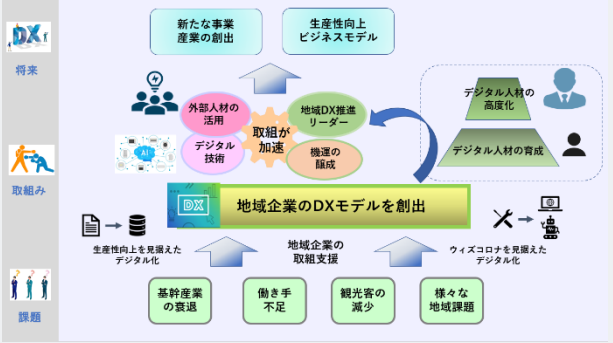 DX
将来
取組み
課題
新たな事業
産業の創出
生産性向上
ビジネスモデル
外部人材の
活用
地域DX推進
リーダー
取組が
加速
デジタル
技術
機運の
醸成
AI
デジタル人材の
高度化
デジタル人材の育成
DX
地域企業のDXモデルを創出
生産性向上を見据えた
デジタル化
地域企業の
取組支援
ウィズコロナを見据えた
デジタル化
基幹産業
の衰退
働き手
不足
観光客の
減少
様々な
地域課題